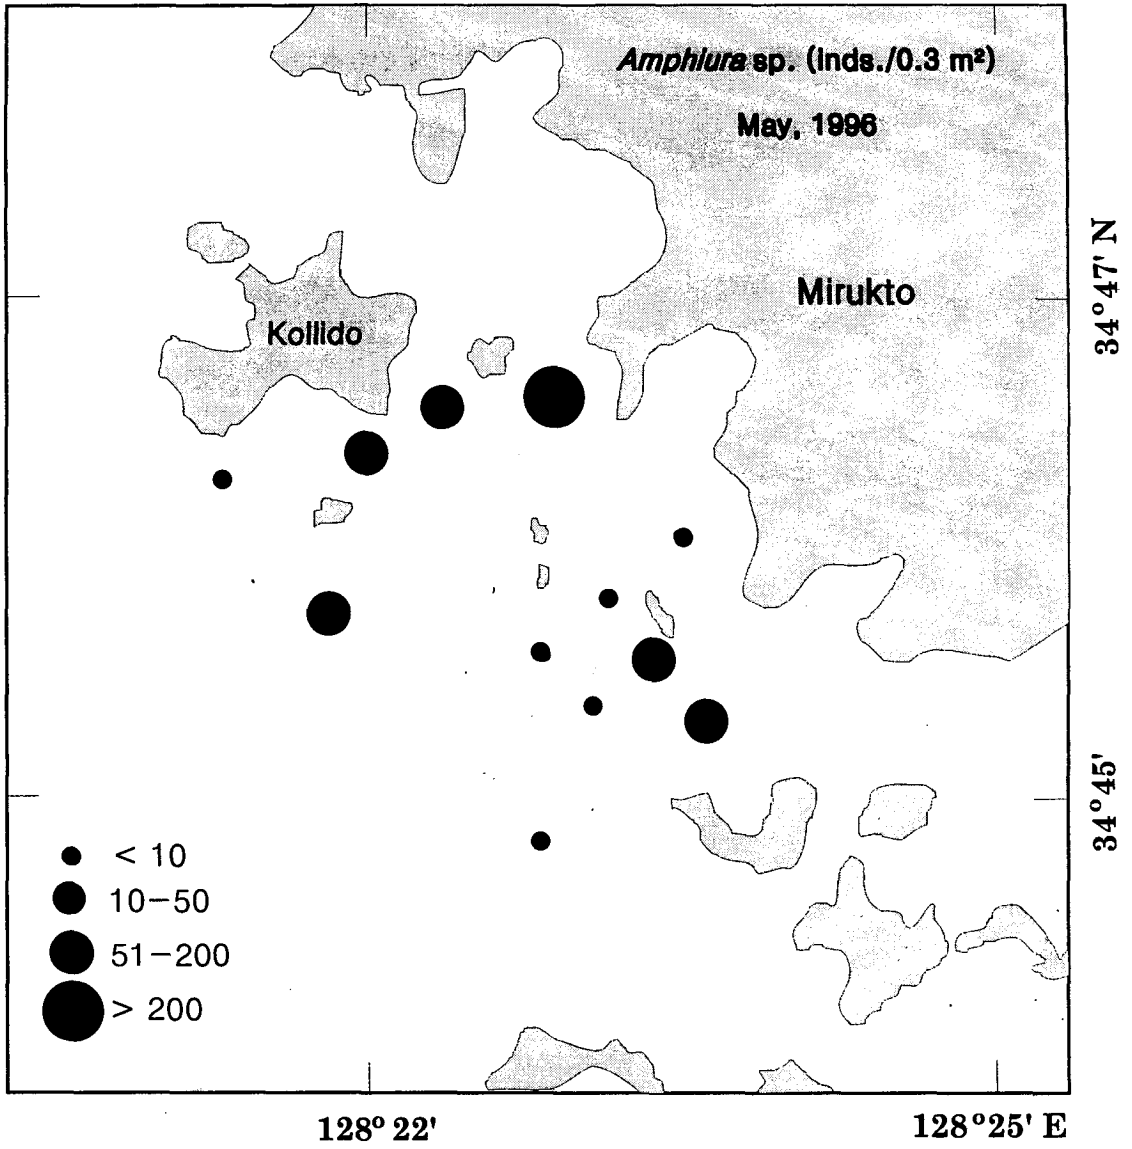 Amphiura sp. (Inds./0.3 m²)
May, 1996
34°47' N
Mirukto
Kollido
34°45'
< 10
10−50
51−200
> 200
128°22'
128°25' E